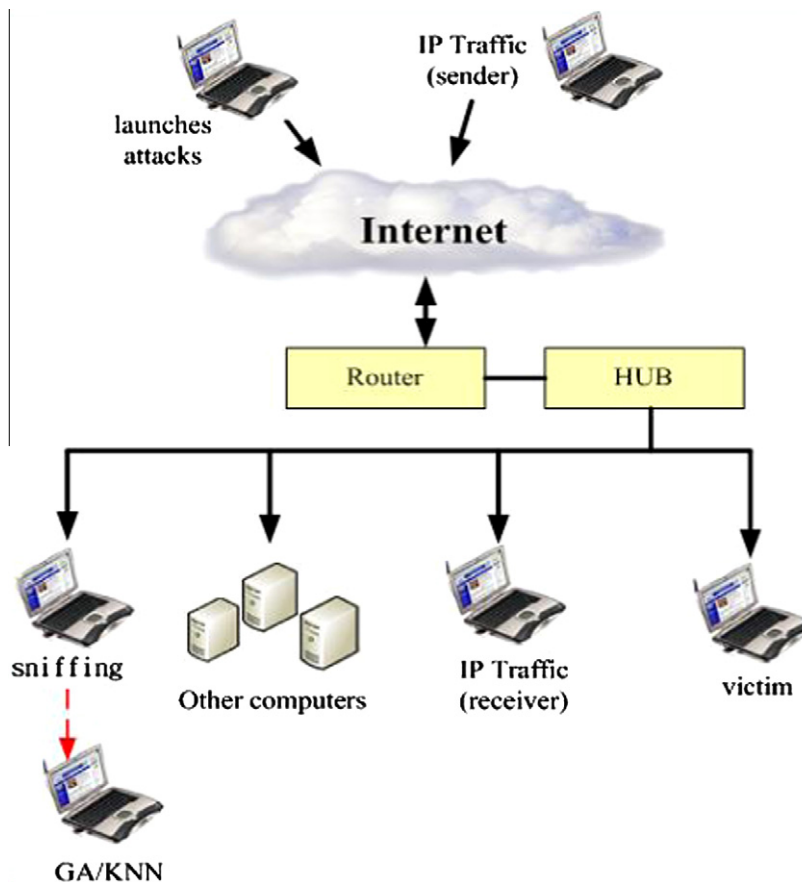 launches
attacks
IP Traffic
(sender)
Internet
Router
HUB
sniffing
Other computers
IP Traffic
(receiver)
victim
GA/KNN